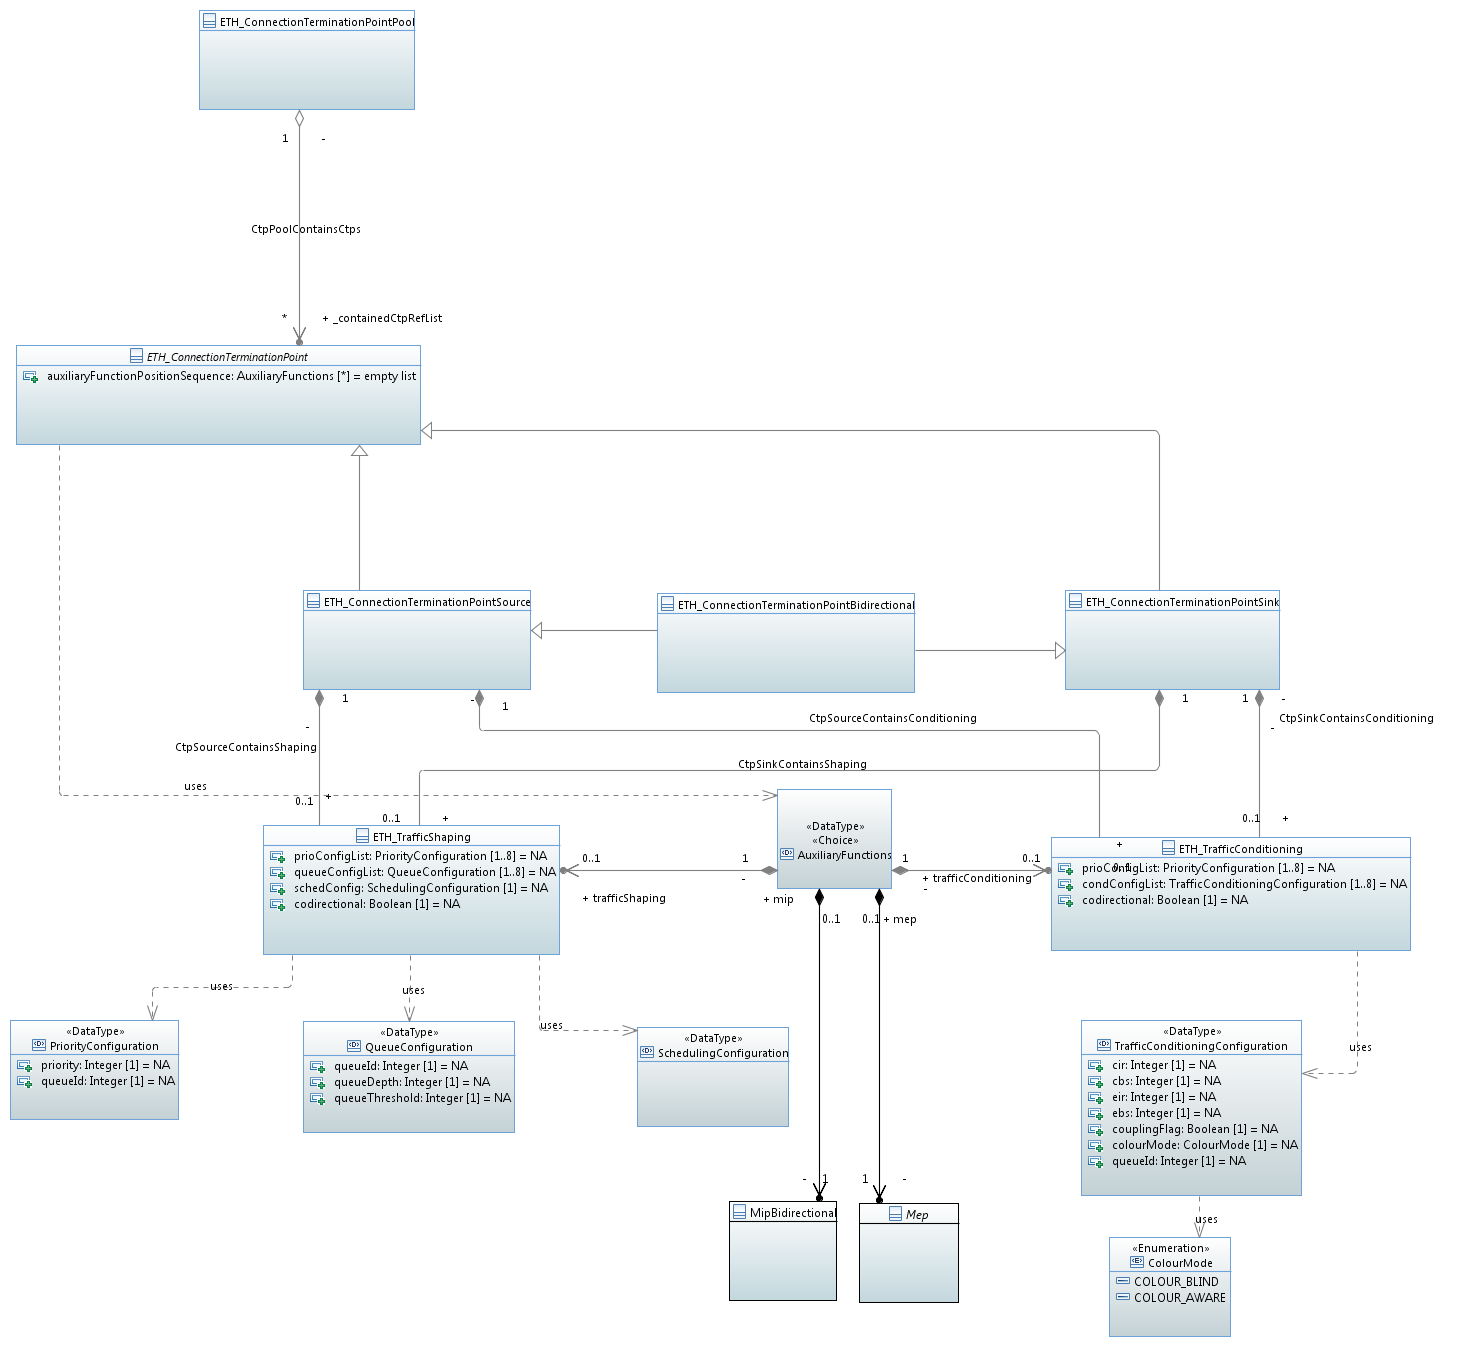 ETH_ConnectionTerminationPointPool
1
-
CtpPoolContainsCtps
*
+ _containedCtpRefList
ETH_ConnectionTerminationPoint
auxiliaryFunctionPositionSequence: AuxiliaryFunctions [*] = empty list
ETH_ConnectionTerminationPointSource
ETH_ConnectionTerminationPointBidirectional
ETH_ConnectionTerminationPointSink
1
-
1
1
1
-
-
CtpSourceContainsConditioning
CtpSinkContainsConditioning
-
CtpSourceContainsShaping
CtpSinkContainsShaping
uses
0..1
+
0..1
+
0..1
+
ETH_TrafficShaping
prioConfigList: PriorityConfiguration [1..8] = NA
queueConfigList: QueueConfiguration [1..8] = NA
schedConfig: SchedulingConfiguration [1] = NA
codirectional: Boolean [1] = NA
«DataType»
«Choice»
AuxiliaryFunctions
+
0..1
ETH_TrafficConditioning
prioConfigList: PriorityConfiguration [1..8] = NA
condConfigList: TrafficConditioningConfiguration [1..8] = NA
codirectional: Boolean [1] = NA
0..1
1
-
+ trafficShaping
+ mip
1
0..1
+ trafficConditioning
-
0..1
0..1
+ mep
uses
uses
uses
uses
«DataType»
PriorityConfiguration
priority: Integer [1] = NA
queueId: Integer [1] = NA
«DataType»
QueueConfiguration
queueId: Integer [1] = NA
queueDepth: Integer [1] = NA
queueThreshold: Integer [1] = NA
«DataType»
SchedulingConfiguration
«DataType»
TrafficConditioningConfiguration
cir: Integer [1] = NA
cbs: Integer [1] = NA
eir: Integer [1] = NA
ebs: Integer [1] = NA
couplingFlag: Boolean [1] = NA
colourMode: ColourMode [1] = NA
queueId: Integer [1] = NA
-
1
1
-
MipBidirectional
Mep
uses
«Enumeration»
ColourMode
COLOUR_BLIND
COLOUR_AWARE